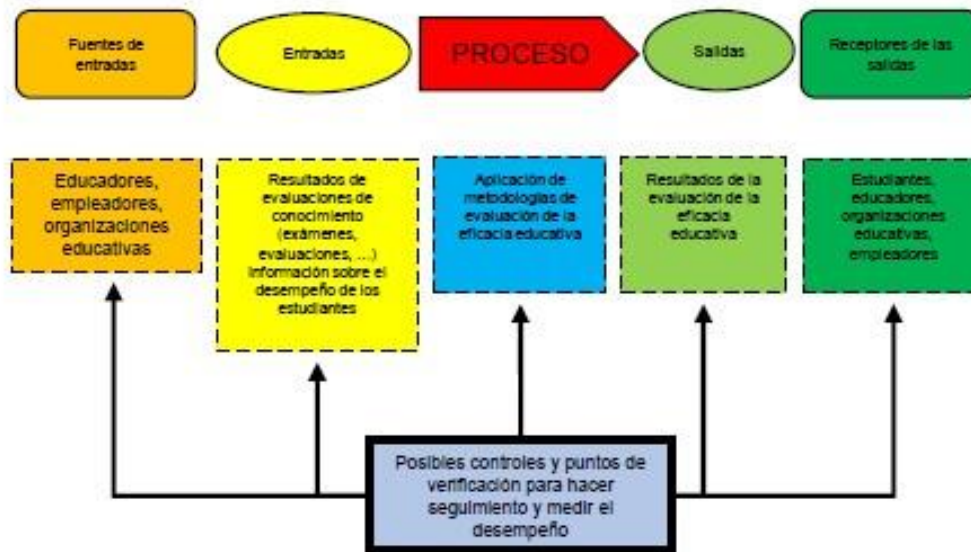 Fuentes de
entradas
Entradas
PROCESO
Salidas
Receptores de las
salidas
Educadores,
empleadores,
organizaciones
educativas
Resultados de
evaluaciones de
conocimiento
(exámenes,
evaluaciones, ...)
Información sobre el
desempeño de los
estudiantes
Aplicación de
metodologías de
evaluación de la
eficacia educativa
Resultados de la
evaluación de la
eficacia
educativa
Estudiantes,
educadores,
organizaciones
educativas,
empleadores
Posibles controles y puntos de
verificación para hacer
seguimiento y medir el
desempeño